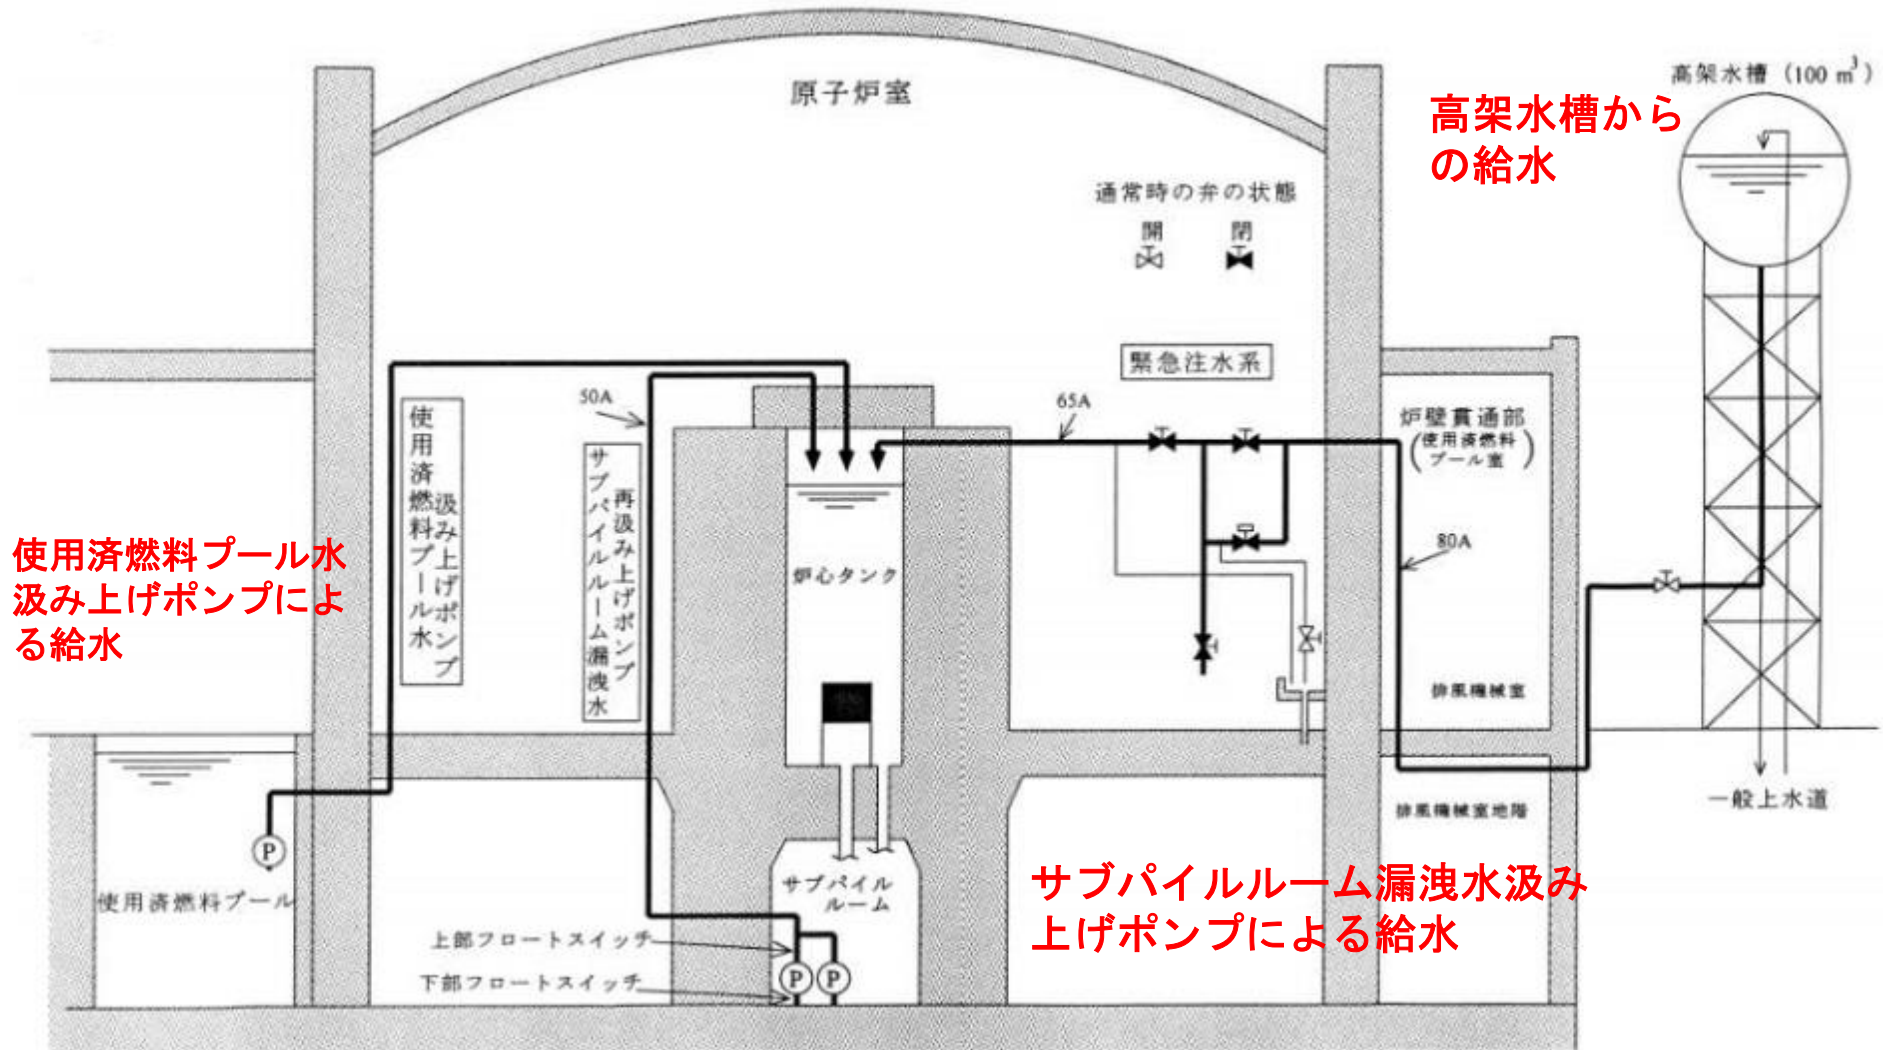 原子炉室
高架水槽 (100 m³)
高架水槽から
の給水
通常時の弁の状態
開
閉
緊急注水系
50A
65A
炉壁貫通部
(使用済燃料
プール室)
80A
使用済燃料プール水
汲み上げポンプ
サブパイルルーム漏洩水
再汲み上げポンプ
使用済燃料プール水
汲み上げポンプによ
る給水
炉心タンク
排風機械室
一般上水道
排風機械室地階
P
使用済燃料プール
サブパイル
ルーム
サブパイルルーム漏洩水汲み
上げポンプによる給水
上部フロートスイッチ
下部フロートスイッチ
P
P